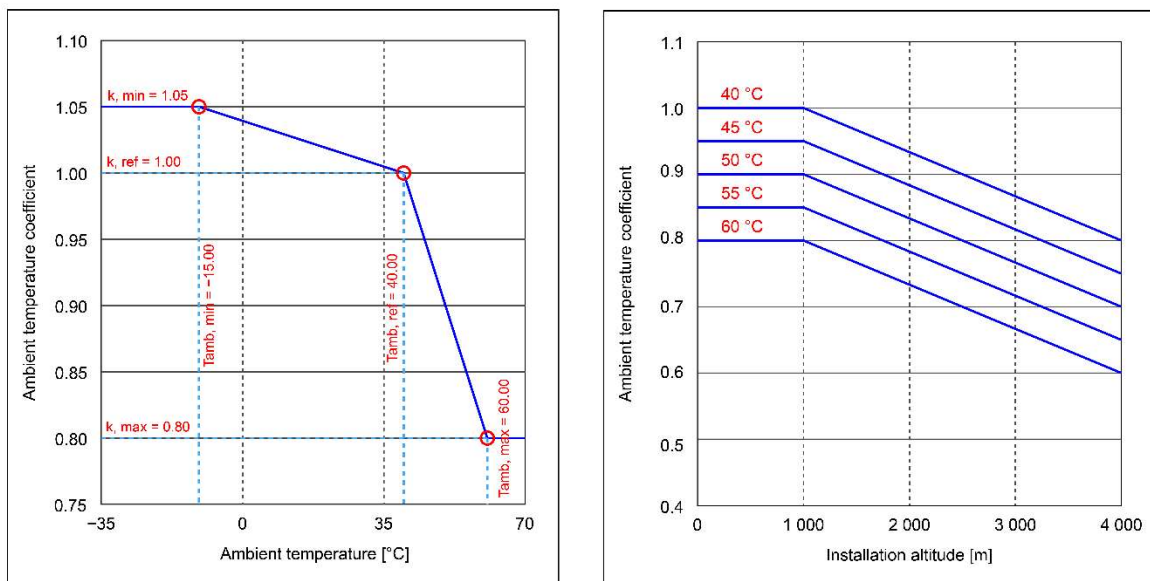 1.10
1.05
1.00
0.95
0.90
0.85
0.80
0.75
Ambient temperature coefficient
k, min = 1.05
k, ref = 1.00
k, max = 0.80
Tamb, min = −15.00
Tamb, ref = 40.00
Tamb, max = 60.00
−35
0
35
70
Ambient temperature [°C]
1.1
1.0
0.9
0.8
0.7
0.6
0.5
0.4
Ambient temperature coefficient
40 °C
45 °C
50 °C
55 °C
60 °C
0
1 000
2 000
3 000
4 000
Installation altitude [m]